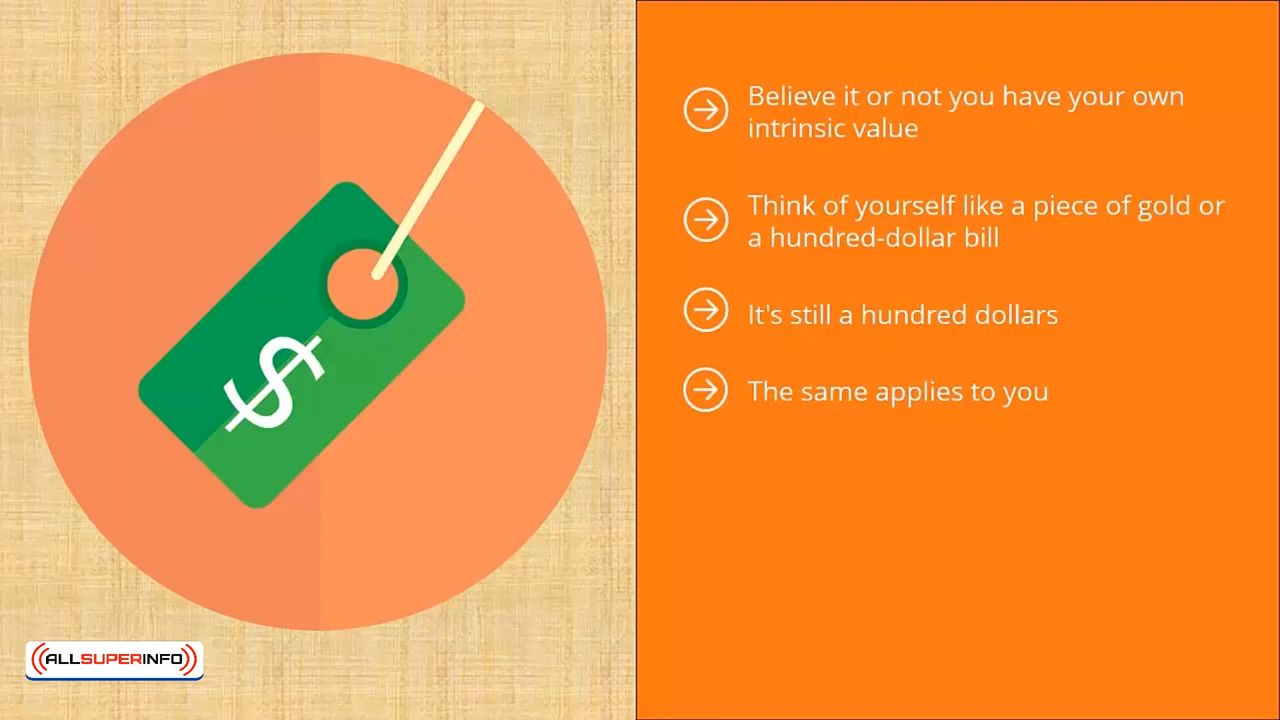 Believe it or not you have your own
intrinsic value
Think of yourself like a piece of gold or
a hundred-dollar bill
It's still a hundred dollars
The same applies to you
$
ALLSUPERINFO